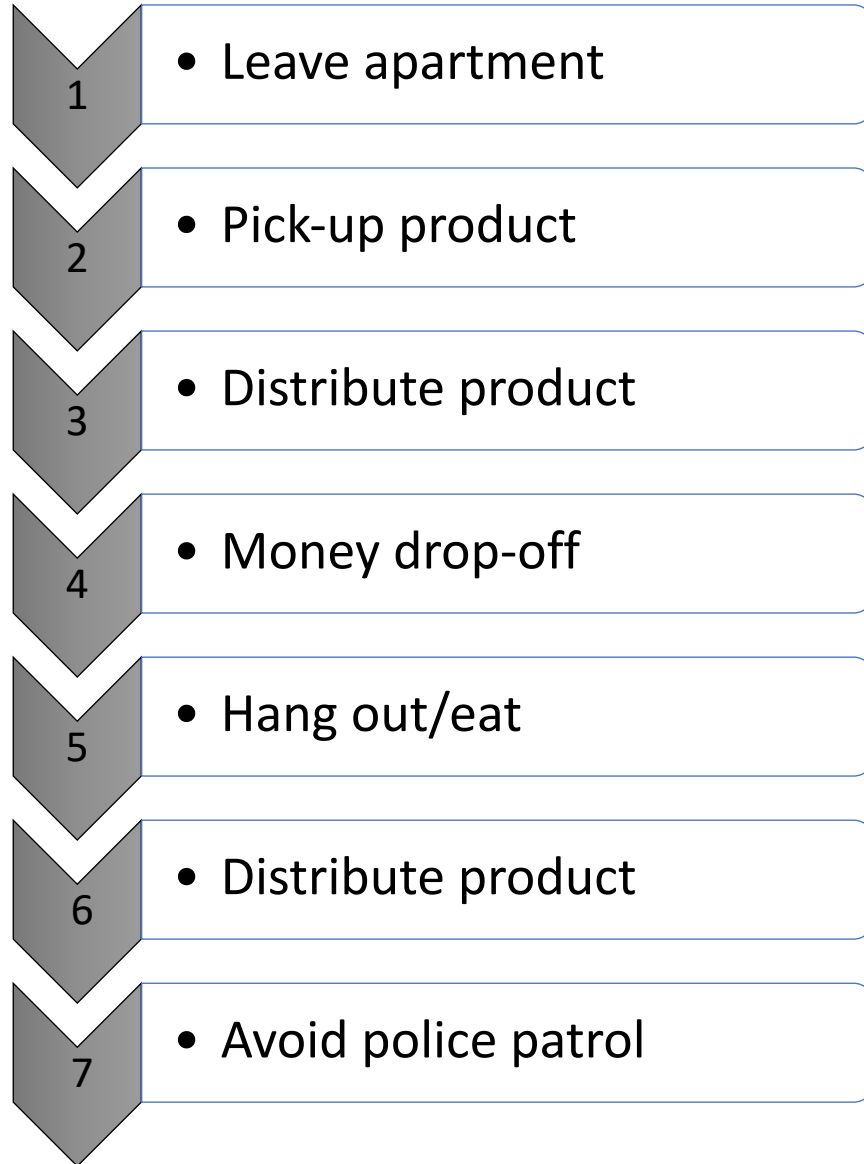 1
• Leave apartment
2
• Pick-up product
3
• Distribute product
4
• Money drop-off
5
• Hang out/eat
6
• Distribute product
7
• Avoid police patrol